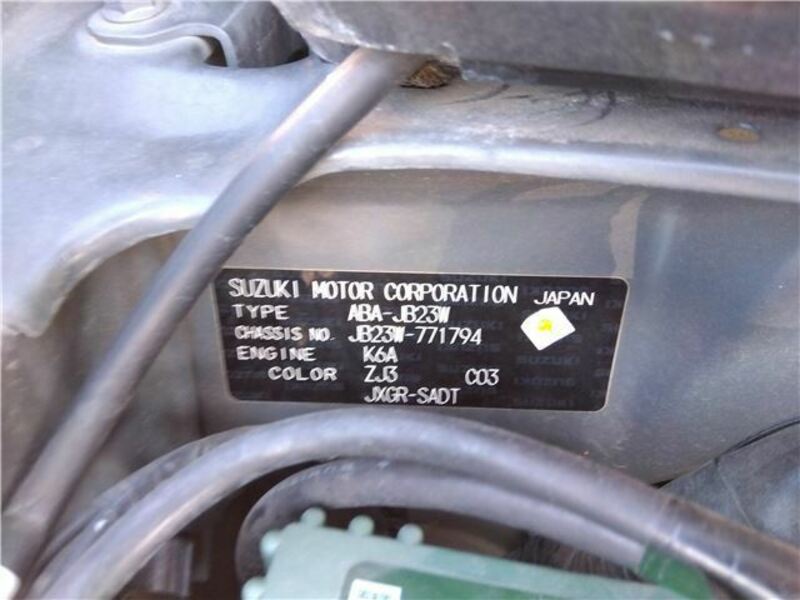 SUZUKI MOTOR CORPORATION JAPAN
TYPE ABA-JB23W
CHASSIS NO. JB23W-771794
ENGINE K6A
COLOR ZJ3 C03
JXGR-SADT